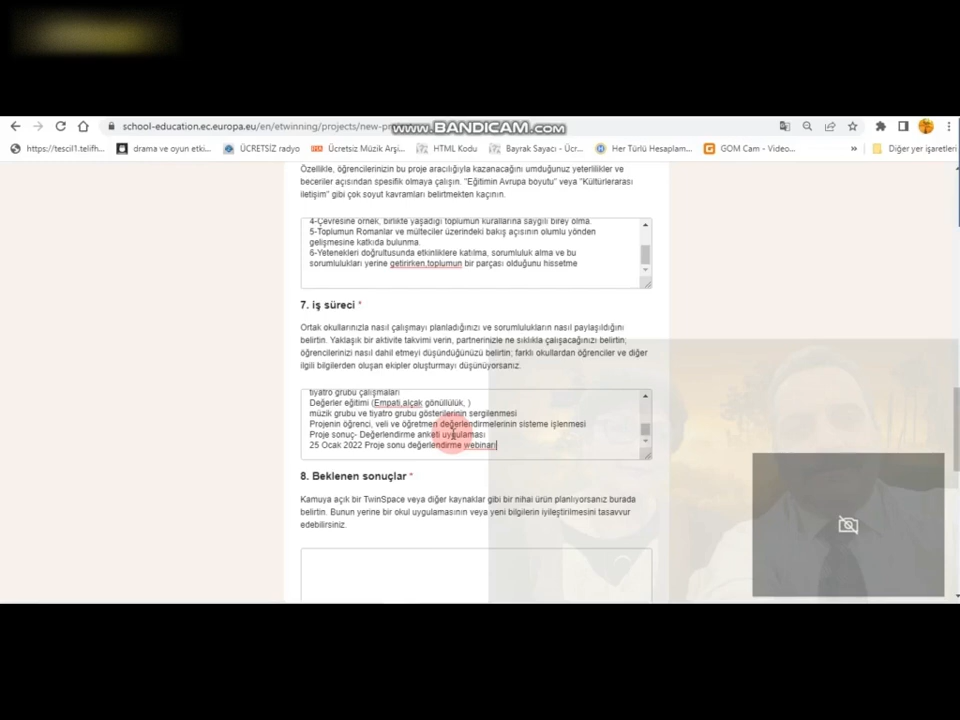 school-education.ec.europa.eu/en/etwinning/projects/new-pr
www.BANDICAM.com
https://tescil1.telifh...
drama ve oyun etki...
ÜCRETSİZ radyo
Ücretsiz Müzik Arşi...
HTML Kodu
Bayrak Sayacı - Ücr...
Her Türlü Hesaplam...
GOM Cam - Video...
»
Diğer yer işaretleri
Özellikle, öğrencilerinizin bu proje aracılığıyla kazanacağını umduğunuz yeterlilikler ve
beceriler açısından spesifik olmaya çalışın. "Eğitimin Avrupa boyutu" veya "Kültürlerarası
iletişim" gibi çok soyut kavramları belirtmekten kaçının.
4-Çevresine örnek, birlikte yaşadığı toplumun kurallarına saygılı birey olma.
5-Toplumun Romanlar ve mülteciler üzerindeki bakış açısının olumlu yönden
gelişmesine katkıda bulunma.
6-Yetenekleri doğrultusunda etkinliklere katılma, sorumluluk alma ve bu
sorumlulukları yerine getirirken,toplumun bir parçası olduğunu hissetme
7. iş süreci *
Ortak okullarınızla nasıl çalışmayı planladığınızı ve sorumlulukların nasıl paylaşıldığını
belirtin. Yaklaşık bir aktivite takvimi verin, partnerinizle ne sıklıkla çalışacağınızı belirtin;
öğrencilerinizi nasıl dahil etmeyi düşündüğünüzü belirtin; farklı okullardan öğrenciler ve diğer
ilgili bilgilerden oluşan ekipler oluşturmayı düşünüyorsanız.
tiyatro grubu çalışmaları
Değerler eğitimi (Empati,alçak gönüllülük, )
müzik grubu ve tiyatro grubu gösterilerinin sergilenmesi
Projenin öğrenci, veli ve öğretmen değerlendirmelerinin sisteme işlenmesi
Proje sonuç- Değerlendirme anketi uygulaması
25 Ocak 2022 Proje sonu değerlendirme webinarı
8. Beklenen sonuçlar *
Kamuya açık bir TwinSpace veya diğer kaynaklar gibi bir nihai ürün planlıyorsanız burada
belirtin. Bunun yerine bir okul uygulamasının veya yeni bilgilerin iyileştirilmesini tasavvur
edebilirsiniz.